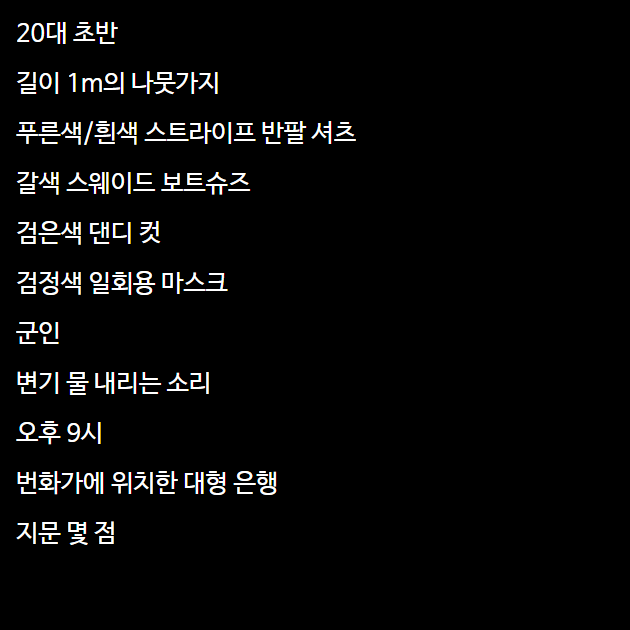 20대 초반
길이 1m의 나뭇가지
푸른색/흰색 스트라이프 반팔 셔츠
갈색 스웨이드 보트슈즈
검은색 댄디 컷
검정색 일회용 마스크
군인
변기 물 내리는 소리
오후 9시
번화가에 위치한 대형 은행
지문 몇 점